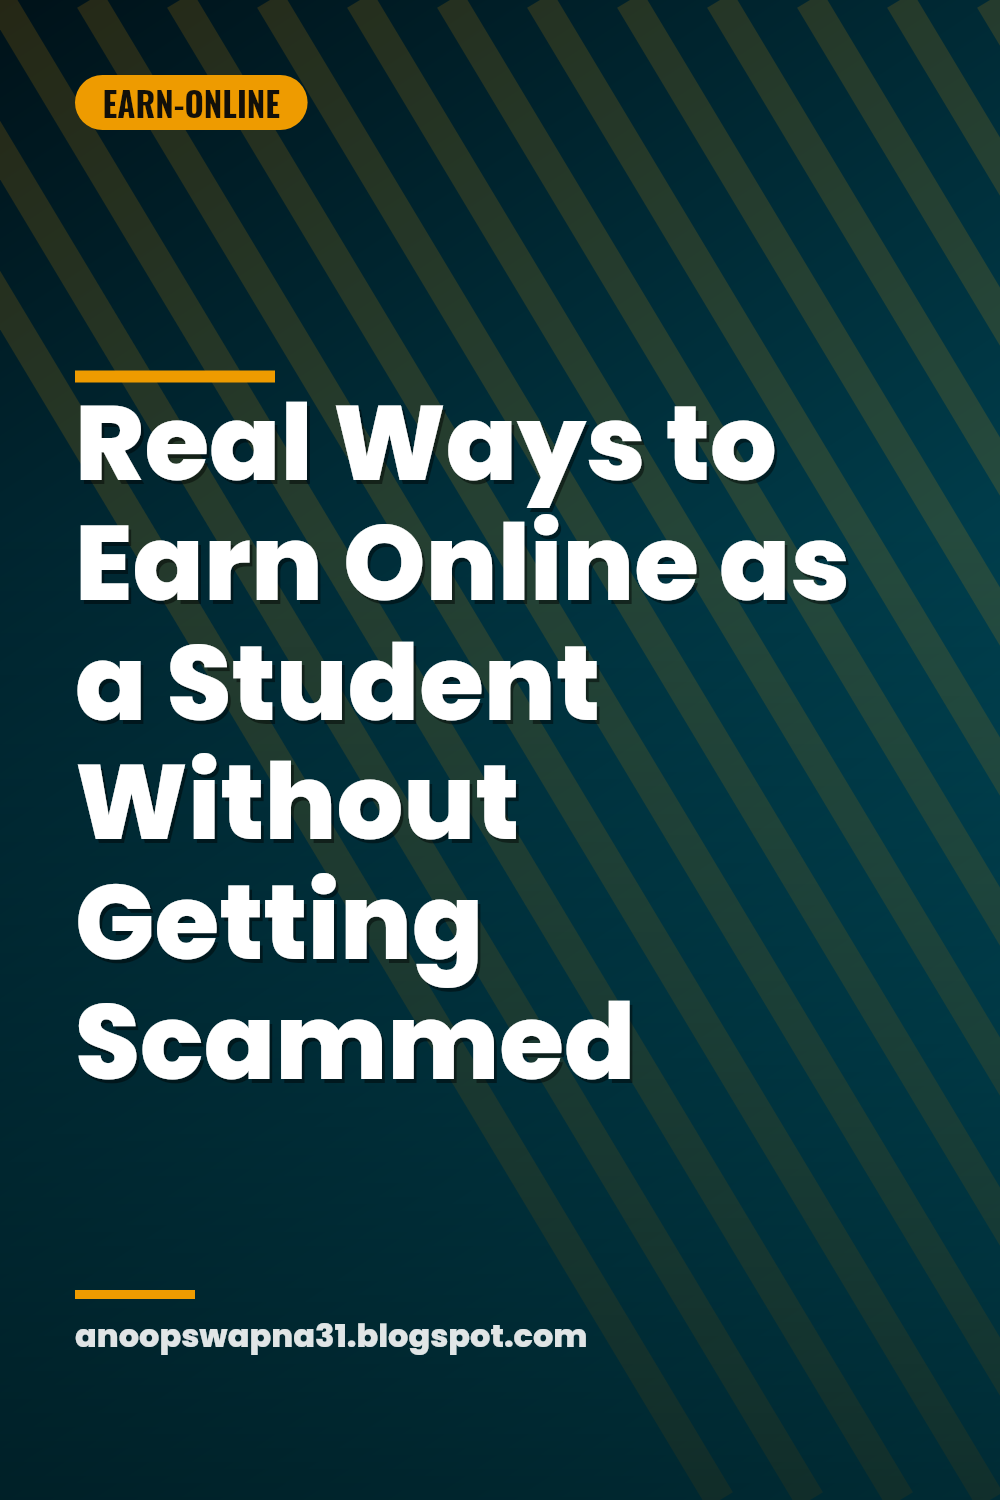 EARN-ONLINE
Real Ways to
Earn Online as
a Student
Without
Getting
Scammed
anoopswapna31.blogspot.com